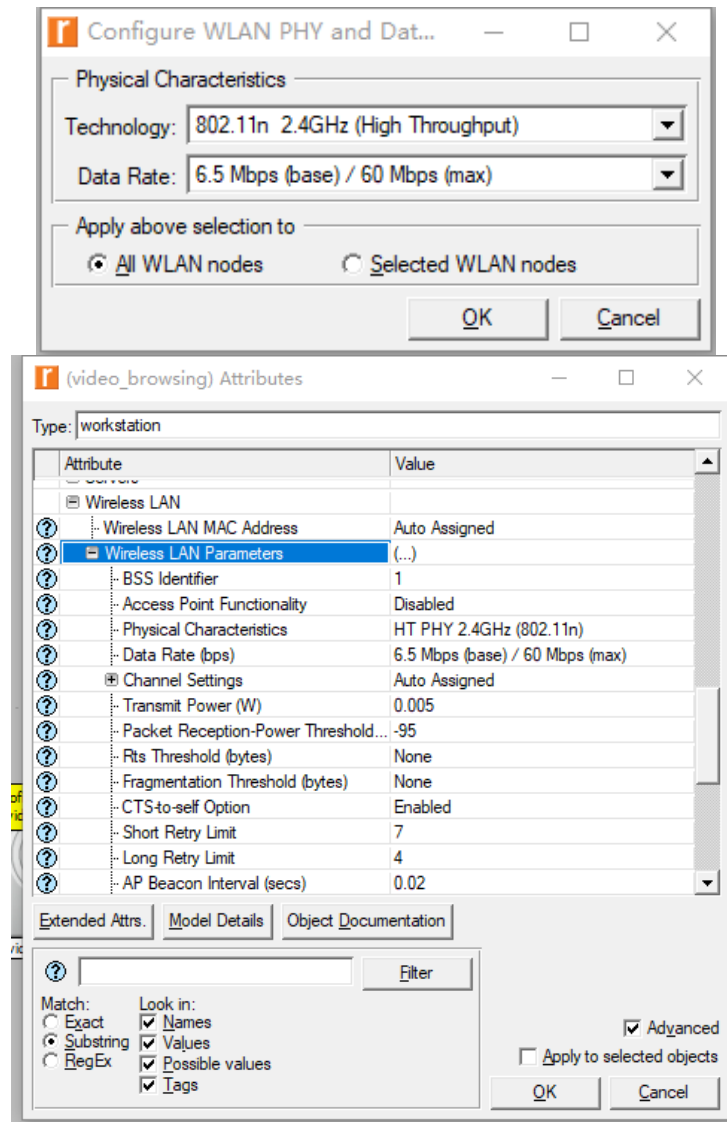 Configure WLAN PHY and Dat...
Physical Characteristics
Technology: 802.11n 2.4GHz (High Throughput)
Data Rate: 6.5 Mbps (base) / 60 Mbps (max)
Apply above selection to
All WLAN nodes Selected WLAN nodes
OK Cancel
(video_browsing) Attributes
Type: workstation
Attribute Value
Wireless LAN
Wireless LAN MAC Address Auto Assigned
Wireless LAN Parameters (...)
BSS Identifier 1
Access Point Functionality Disabled
Physical Characteristics HT PHY 2.4GHz (802.11n)
Data Rate (bps) 6.5 Mbps (base) / 60 Mbps (max)
Channel Settings Auto Assigned
Transmit Power (W) 0.005
Packet Reception-Power Threshold... -95
Rts Threshold (bytes) None
Fragmentation Threshold (bytes) None
CTS-to-self Option Enabled
Short Retry Limit 7
Long Retry Limit 4
AP Beacon Interval (secs) 0.02
Extended Attrs. Model Details Object Documentation
Filter
Match: Look in:
Exact Names
Substring Values
RegEx Possible values
Tags
Advanced
Apply to selected objects
OK Cancel